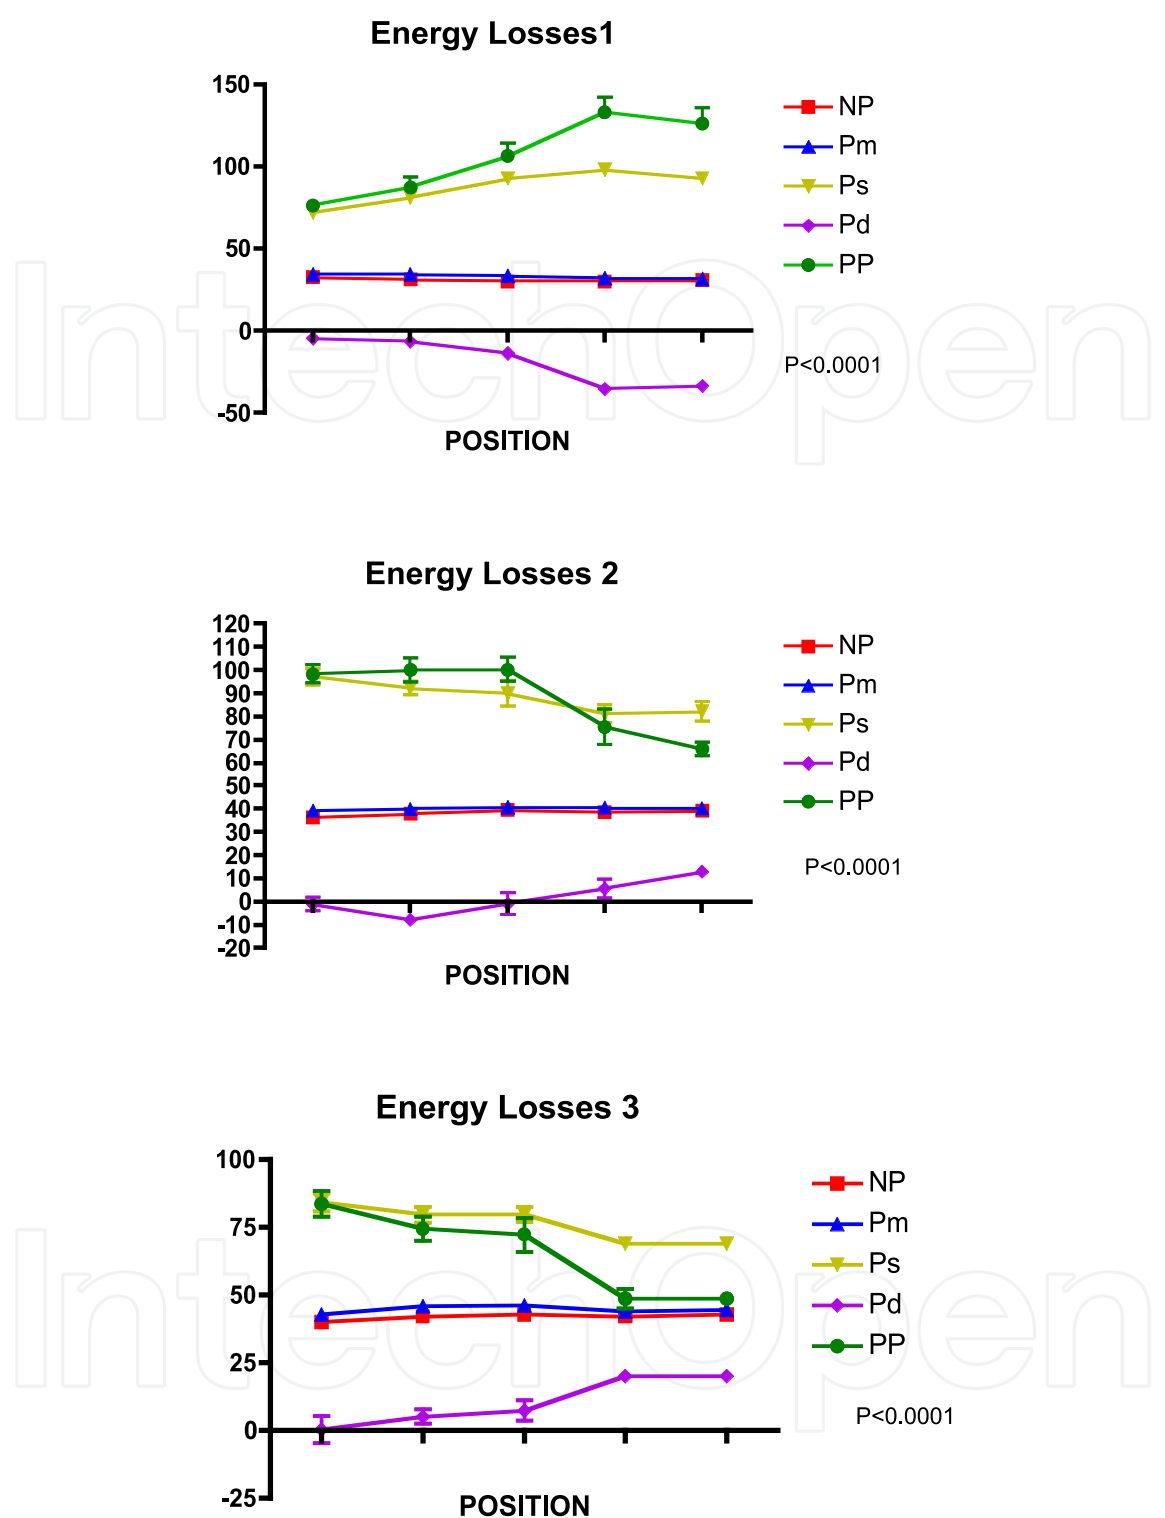 Energy Losses1
150
100
50
0
-50
POSITION
NP
Pm
Ps
Pd
PP
P<0.0001
Energy Losses 2
120
110
100
90
80
70
60
50
40
30
20
10
0
-10
-20
POSITION
NP
Pm
Ps
Pd
PP
P<0.0001
Energy Losses 3
100
75
50
25
0
-25
POSITION
NP
Pm
Ps
Pd
PP
P<0.0001
IntechOpen
IntechOpen